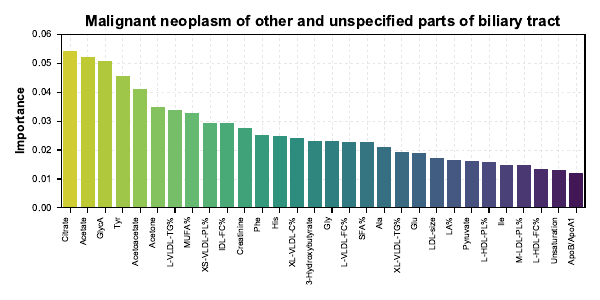 Malignant neoplasm of other and unspecified parts of biliary tract
Importance
0.06
0.05
0.04
0.03
0.02
0.01
0.00
Citrate
Acetate
GlycA
Tyr
Acetoacetate
Acetone
L-VLDL-TG%
MUFA%
XS-VLDL-PL%
IDL-FC%
Creatinine
Phe
His
XL-VLDL-C%
3-Hydroxybutyrate
Gly
L-VLDL-FC%
SFA%
Ala
XL-VLDL-TG%
Glu
LDL-size
LA%
Pyruvate
L-HDL-PL%
Ile
M-LDL-PL%
L-HDL-FC%
Unsaturation
ApoB/ApoA1